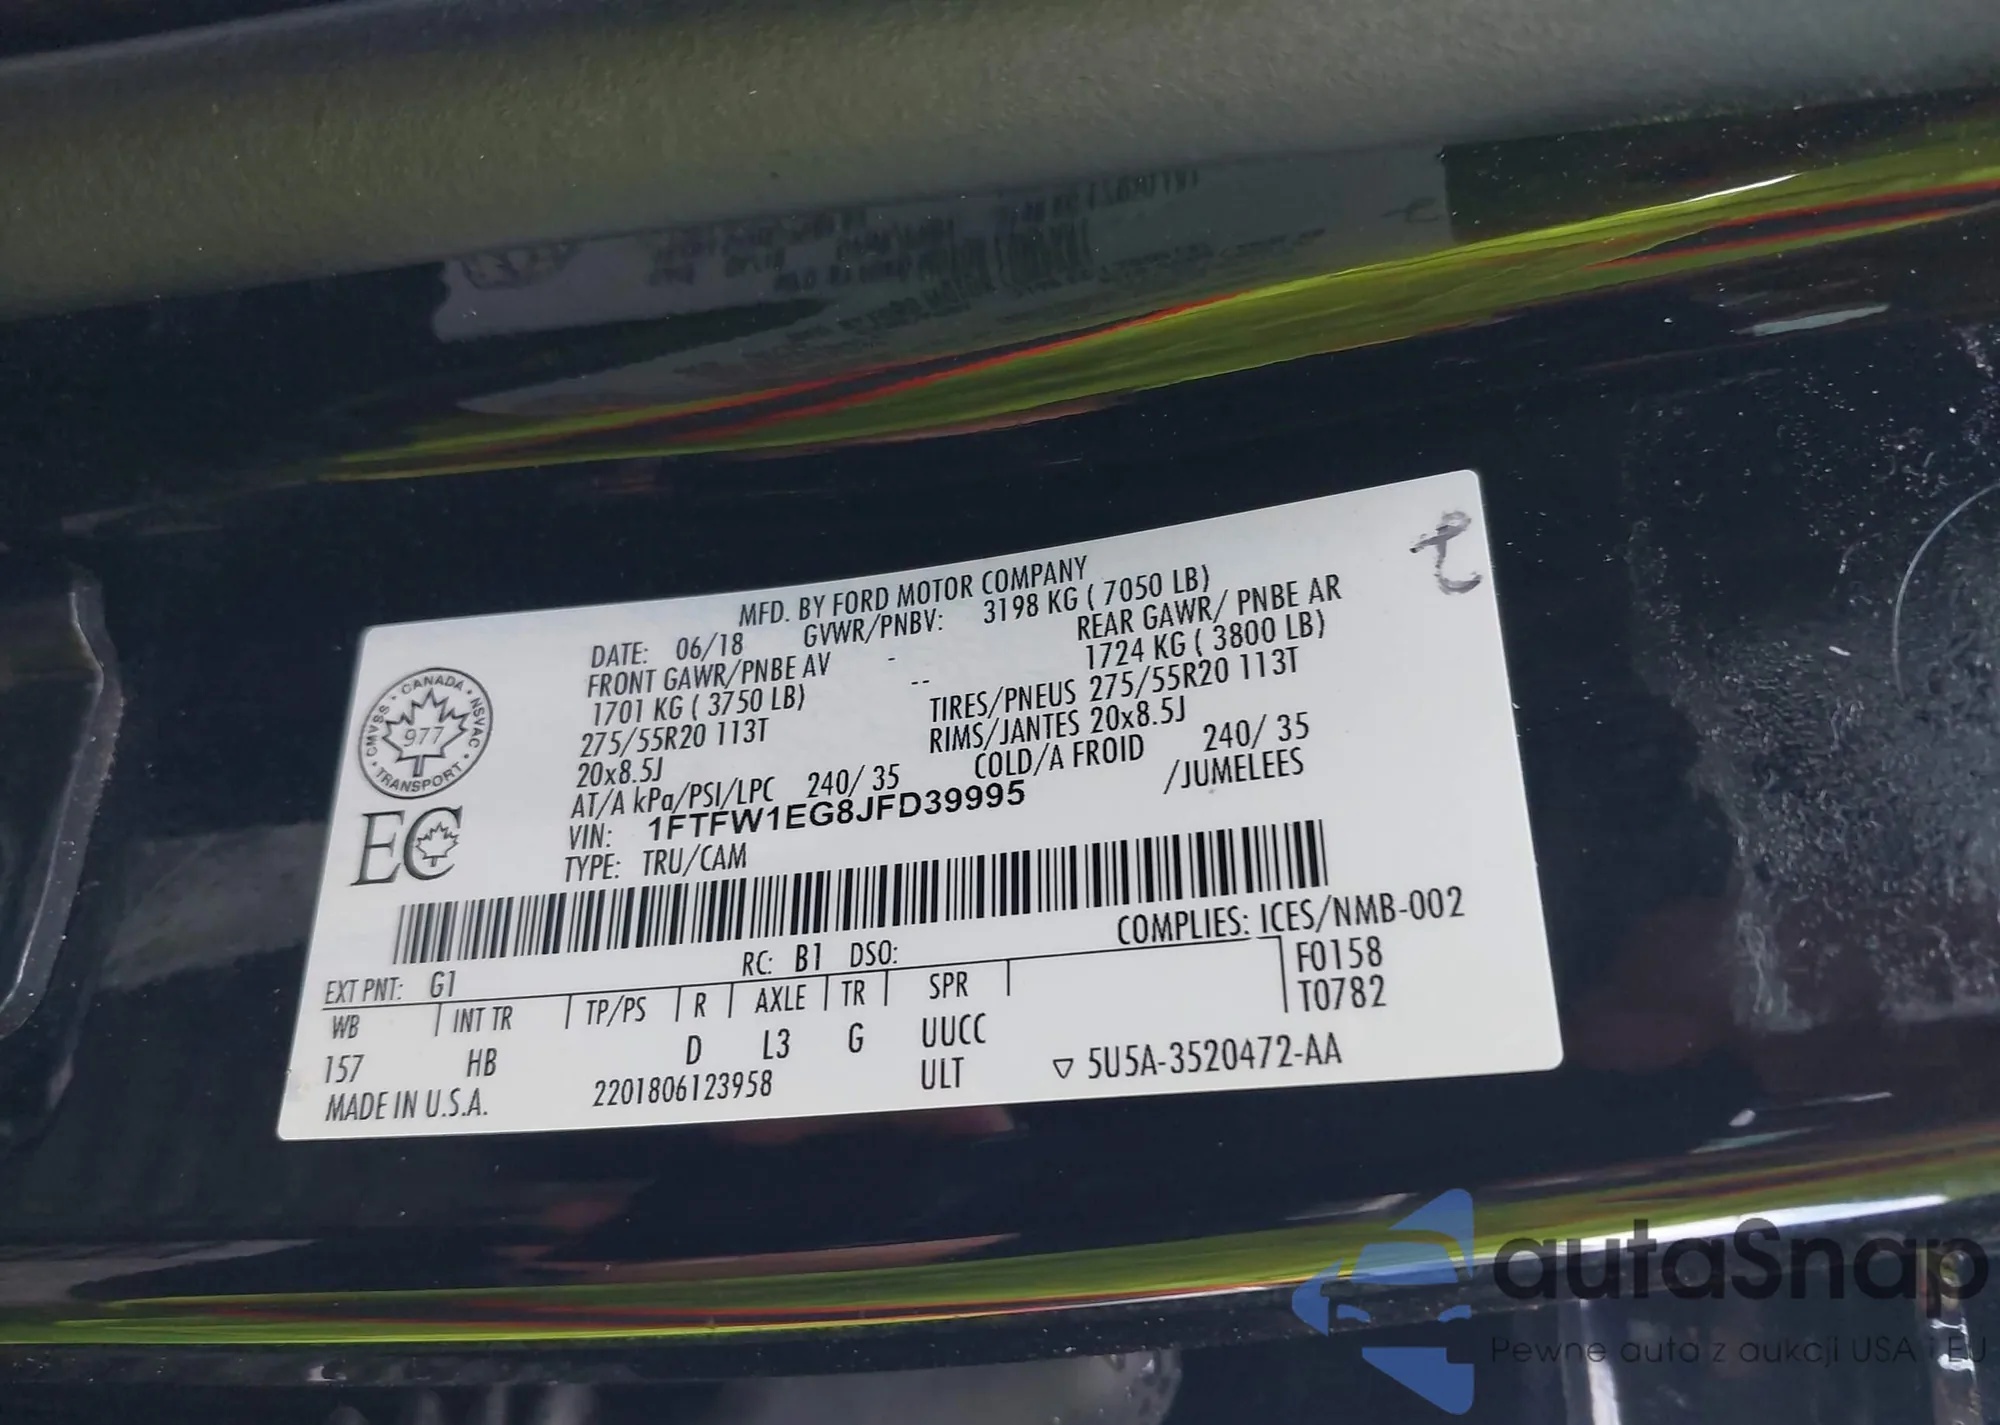 MFD. BY FORD MOTOR COMPANY
DATE: 06/18 GVWR/PNBV: 3198 KG ( 7050 LB)
FRONT GAWR/PNBE AV - REAR GAWR/ PNBE AR
1701 KG ( 3750 LB) -- 1724 KG ( 3800 LB)
275/55R20 113T TIRES/PNEUS 275/55R20 113T
20x8.5J RIMS/JANTES 20x8.5J
AT/A kPa/PSI/LPC 240/ 35 COLD/A FROID 240/ 35
VIN: 1FTFW1EG8JFD39995 /JUMELEES
TYPE: TRU/CAM
CANADA
CMVSS NSVAC
977
TRANSPORT
EC
COMPLIES: ICES/NMB-002
EXT PNT: G1 RC: B1 DSO: F0158
WB INT TR TP/PS R AXLE TR SPR T0782
157 HB D L3 G UUCC
MADE IN U.S.A. 2201806123958 ULT ▽ 5U5A-3520472-AA
autaSnap
Pewne auta z aukcji USA i EU